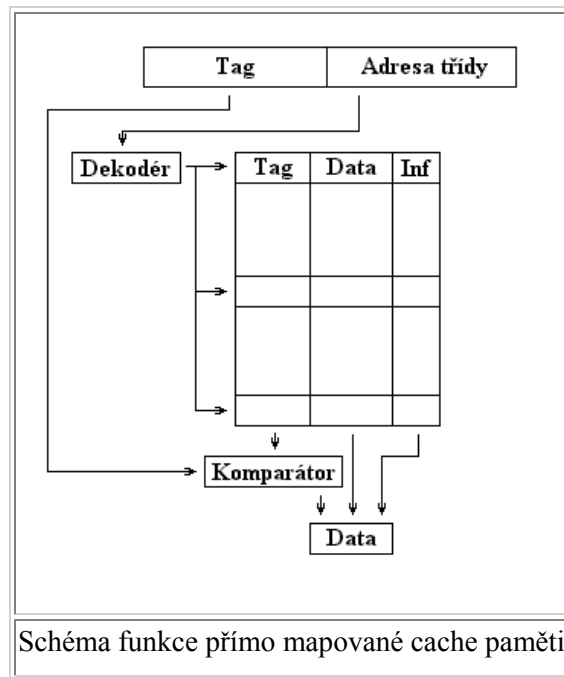 Tag Adresa třídy
Dekodér
Tag Data Inf
Komparátor
Data
Schéma funkce přímo mapované cache paměti